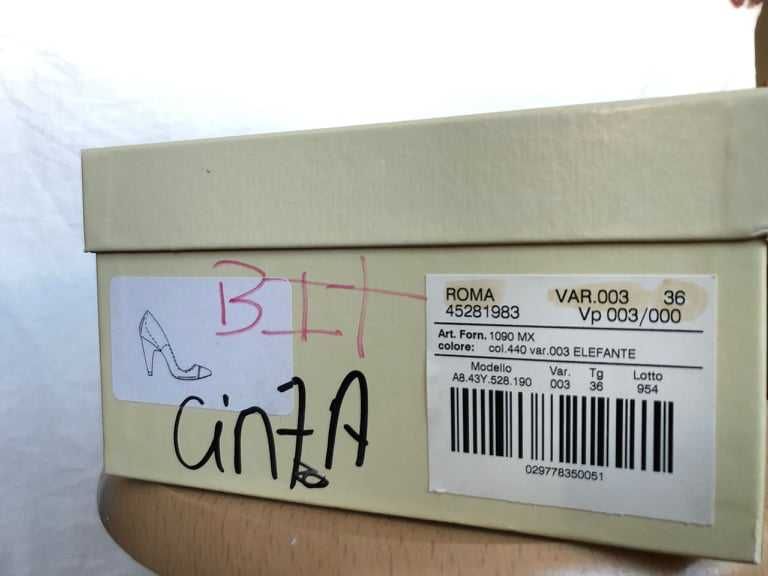 BIT
cinzA
ROMA VAR.003 36
45281983 Vp 003/000
Art. Forn. 1090 MX
colore: col.440 var.003 ELEFANTE
Modello Var. Tg Lotto
A8.43Y.528.190 003 36 954
029778350051